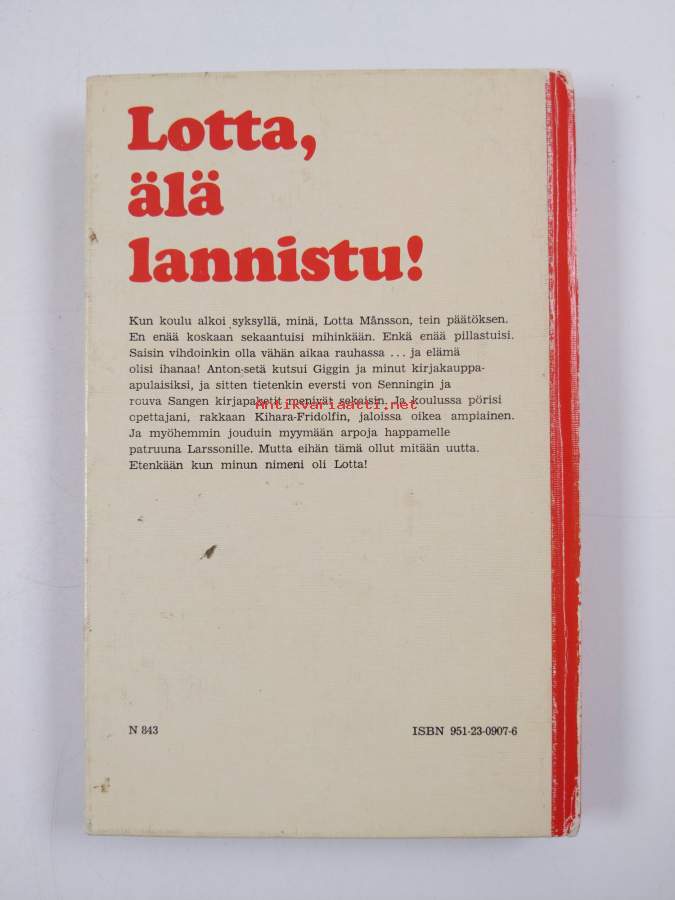 Lotta,
älä
lannistu!
Kun koulu alkoi syksyllä, minä, Lotta Månsson, tein päätöksen.
En enää koskaan sekaantuisi mihinkään. Enkä enää pillastuisi.
Saisin vihdoinkin olla vähän aikaa rauhassa ... ja elämä
olisi ihanaa! Anton-setä kutsui Giggin ja minut kirjakauppa-
apulaisiksi, ja sitten tietenkin eversti von Senningin ja
rouva Sangen kirjapaketit menivät sekaisin. Ja koulussa pörisi
Antikvariaatti.net
opettajani, rakkaan Kihara-Fridolfin, jaloissa oikea ampiainen.
Ja myöhemmin jouduin myymään arpoja happamelle
patruuna Larssonille. Mutta eihän tämä ollut mitään uutta.
Etenkään kun minun nimeni oli Lotta!
N 843
ISBN 951-23-0907-6